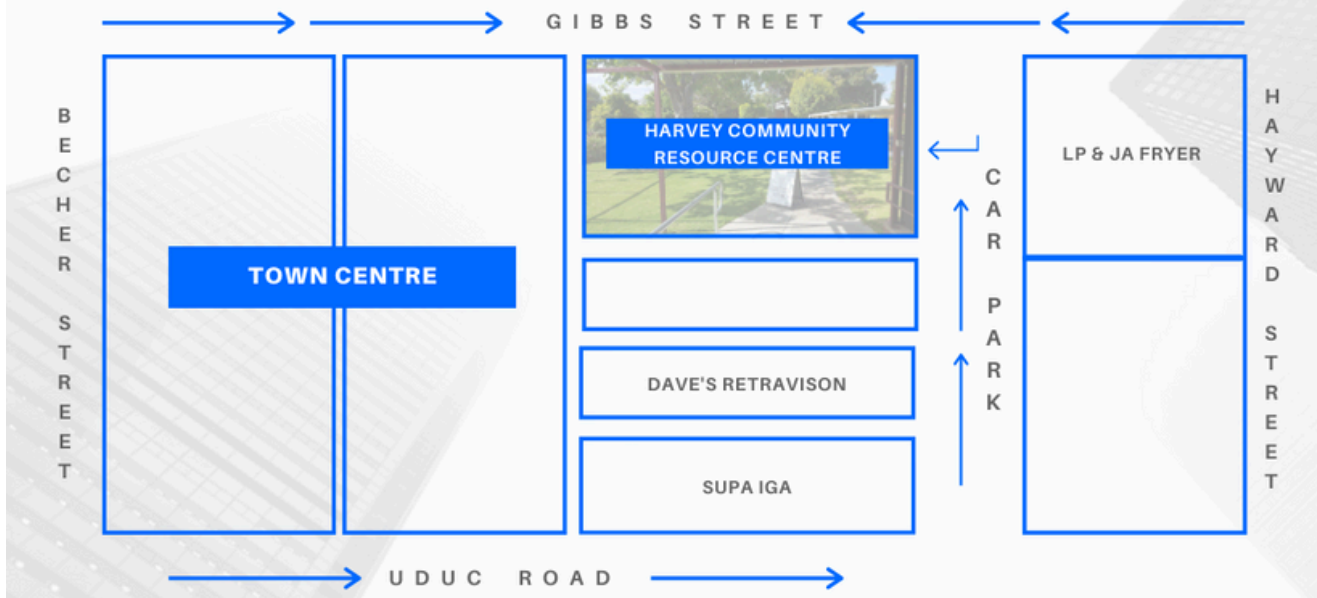 GIBBS STREET
BECHER STREET
HARVEY COMMUNITY
RESOURCE CENTRE
CAR PARK
LP & JA FRYER
HAYWARD STREET
TOWN CENTRE
DAVE'S RETRAVISON
SUPA IGA
UDUC ROAD